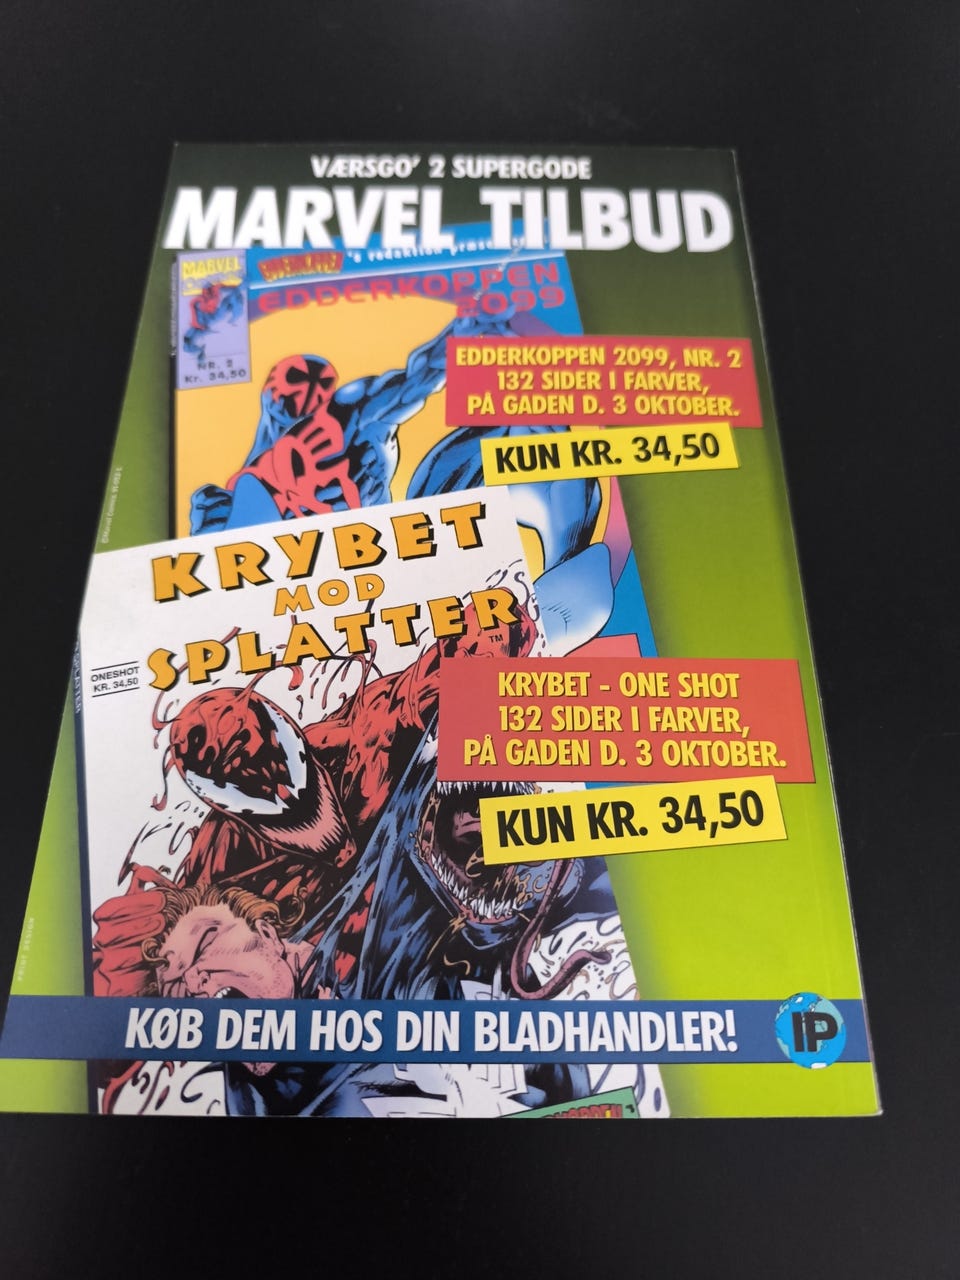 VÆRSGO' 2 SUPERGODE
MARVEL TILBUD
's redaktion
MARVEL
EDDERKOPPEN
2099
NR. 2
Kr. 34,50
EDDERKOPPEN 2099, NR. 2
132 SIDER I FARVER,
PÅ GADEN D. 3 OKTOBER.
KUN KR. 34,50
KRYBET
MOD
SPLATTER
TM
ONESHOT
KR. 34,50
KRYBET - ONE SHOT
132 SIDER I FARVER,
PÅ GADEN D. 3 OKTOBER.
KUN KR. 34,50
KØB DEM HOS DIN BLADHANDLER!
IP